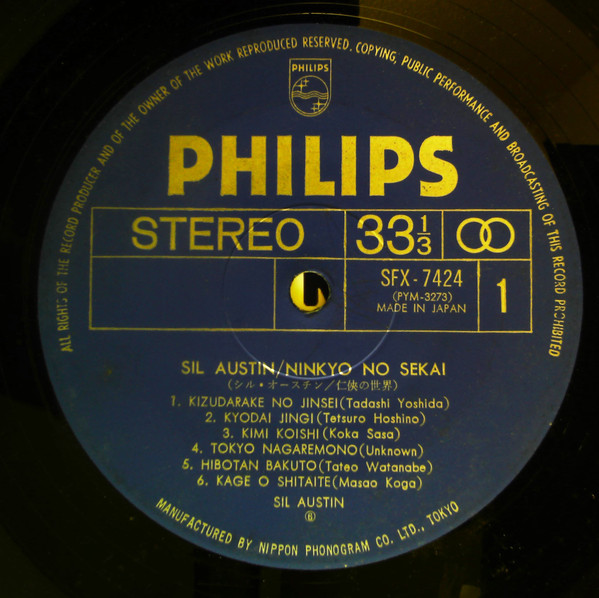 ALL RIGHTS OF THE RECORD PRODUCER AND OF THE OWNER OF THE WORK REPRODUCED RESERVED. COPYING, PUBLIC PERFORMANCE AND BROADCASTING OF THIS RECORD PROHIBITED
PHILIPS
PHILIPS
STEREO
33 1/3
SFX-7424
(PYM-3273)
MADE IN JAPAN
1
SIL AUSTIN/NINKYO NO SEKAI
(シル・オースチン/仁侠の世界)
1. KIZUDARAKE NO JINSEI(Tadashi Yoshida)
2. KYODAI JINGI(Tetsuro Hoshino)
3. KIMI KOISHI(Koka Sasa)
4. TOKYO NAGAREMONO(Unknown)
5. HIBOTAN BAKUTO(Tateo Watanabe)
6. KAGE O SHITAITE(Masao Koga)
SIL AUSTIN
MANUFACTURED BY NIPPON PHONOGRAM CO. LTD., TOKYO